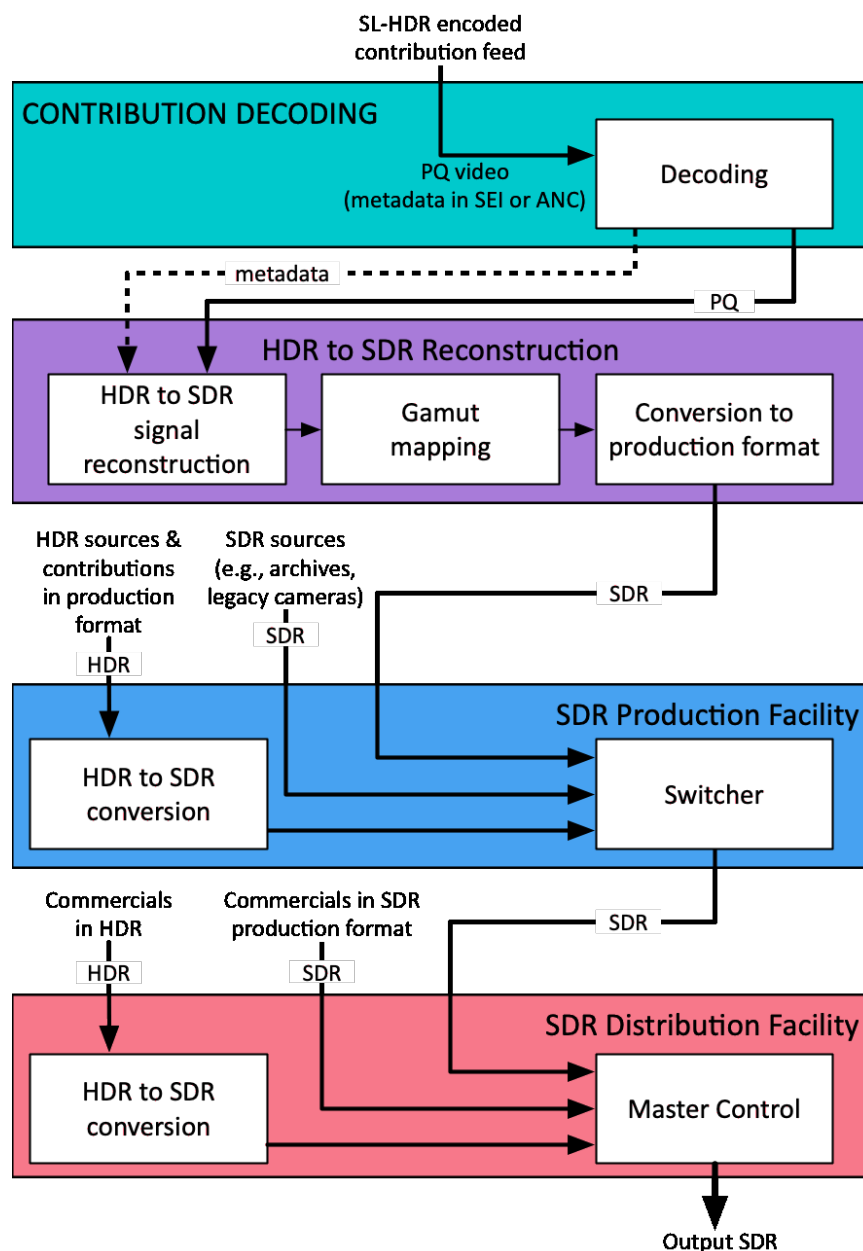 SL-HDR encoded
contribution feed
CONTRIBUTION DECODING
PQ video
(metadata in SEI or ANC)
Decoding
metadata
PQ
HDR to SDR Reconstruction
HDR to SDR
signal
reconstruction
Gamut
mapping
Conversion to
production format
HDR sources &
contributions
in production
format
SDR sources
(e.g., archives,
legacy cameras)
SDR
SDR
HDR
SDR Production Facility
HDR to SDR
conversion
Switcher
Commercials
in HDR
Commercials in SDR
production format
SDR
HDR
SDR
SDR Distribution Facility
HDR to SDR
conversion
Master Control
Output SDR